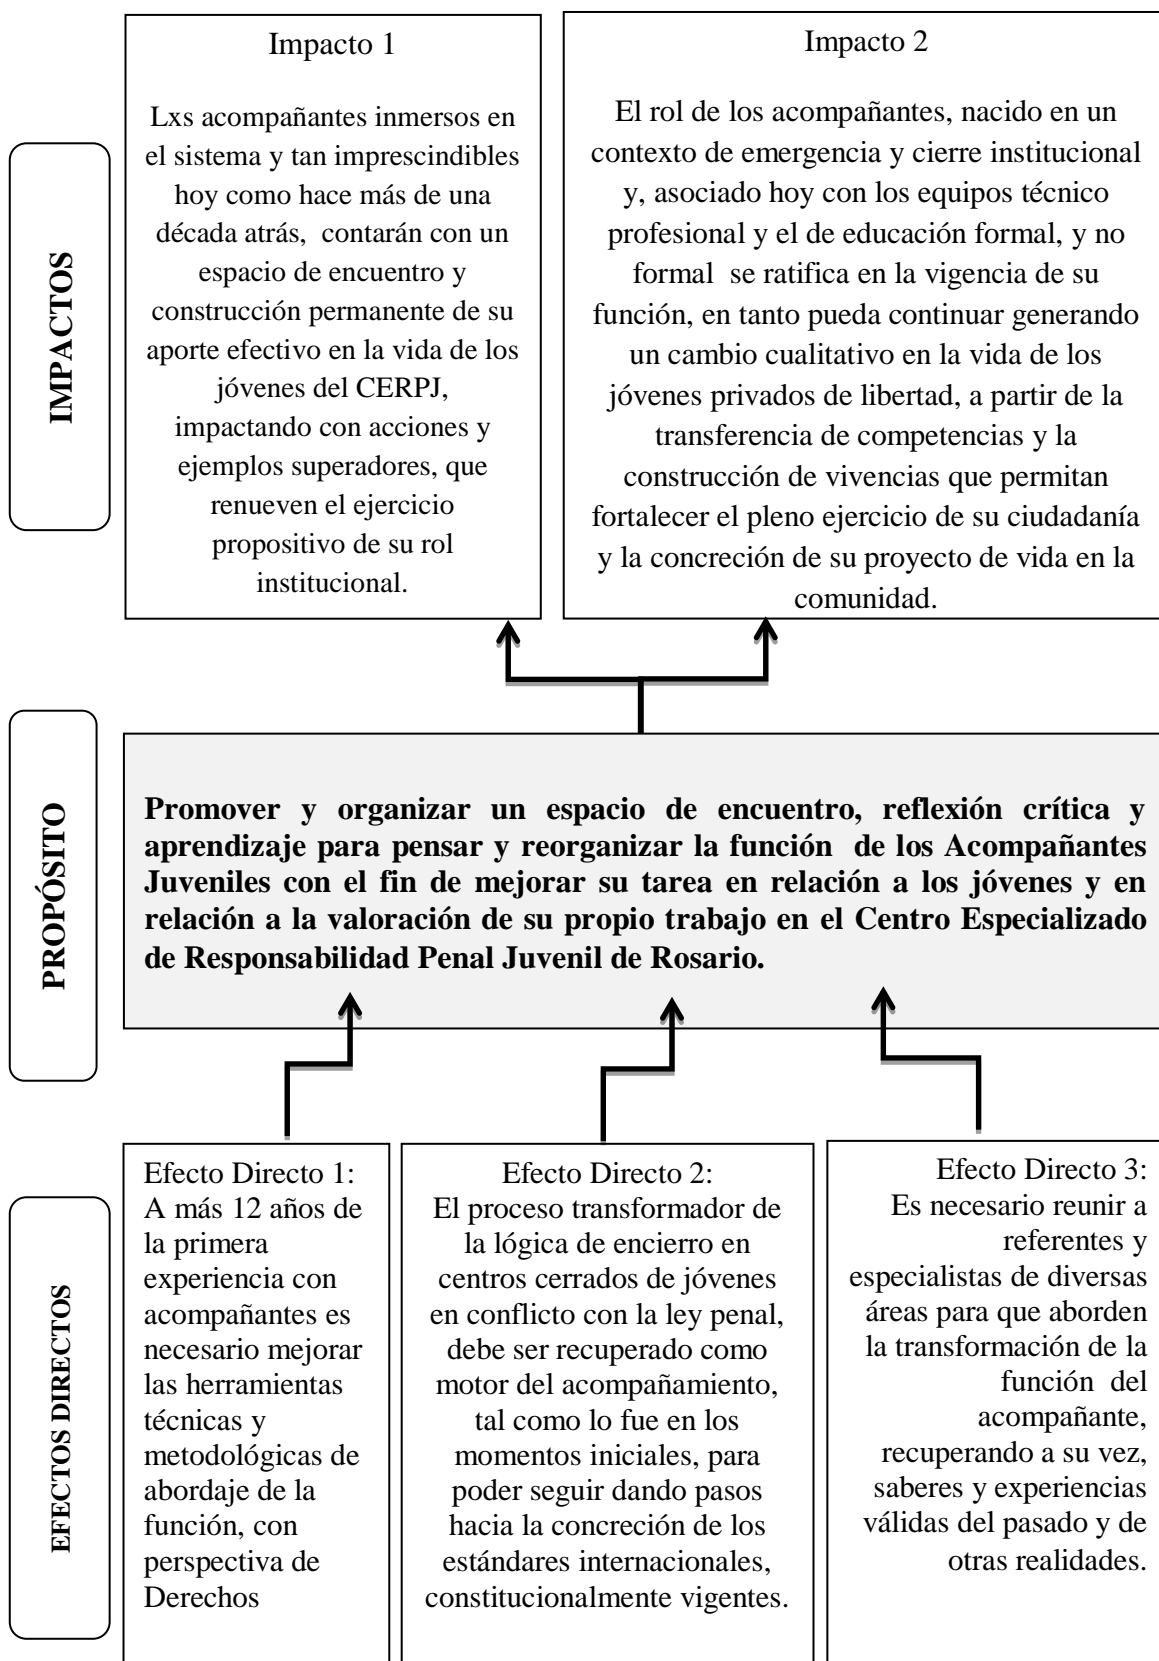 IMPACTOS
Impacto 1
Lxs acompañantes inmersos en
el sistema y tan imprescindibles
hoy como hace más de una
década atrás, contarán con un
espacio de encuentro y
construcción permanente de su
aporte efectivo en la vida de los
jóvenes del CERPJ,
impactando con acciones y
ejemplos superadores, que
renueven el ejercicio
propositivo de su rol
institucional.
Impacto 2
El rol de los acompañantes, nacido en un
contexto de emergencia y cierre institucional
y, asociado hoy con los equipos técnico
profesional y el de educación formal, y no
formal se ratifica en la vigencia de su
función, en tanto pueda continuar generando
un cambio cualitativo en la vida de los
jóvenes privados de libertad, a partir de la
transferencia de competencias y la
construcción de vivencias que permitan
fortalecer el pleno ejercicio de su ciudadanía
y la concreción de su proyecto de vida en la
comunidad.
PROPÓSITO
Promover y organizar un espacio de encuentro, reflexión crítica y
aprendizaje para pensar y reorganizar la función de los Acompañantes
Juveniles con el fin de mejorar su tarea en relación a los jóvenes y en
relación a la valoración de su propio trabajo en el Centro Especializado
de Responsabilidad Penal Juvenil de Rosario.
EFECTOS DIRECTOS
Efecto Directo 1:
A más 12 años de
la primera
experiencia con
acompañantes es
necesario mejorar
las herramientas
técnicas y
metodológicas de
abordaje de la
función, con
perspectiva de
Derechos
Efecto Directo 2:
El proceso transformador de
la lógica de encierro en
centros cerrados de jóvenes
en conflicto con la ley penal,
debe ser recuperado como
motor del acompañamiento,
tal como lo fue en los
momentos iniciales, para
poder seguir dando pasos
hacia la concreción de los
estándares internacionales,
constitucionalmente vigentes.
Efecto Directo 3:
Es necesario reunir a
referentes y
especialistas de diversas
áreas para que aborden
la transformación de la
función del
acompañante,
recuperando a su vez,
saberes y experiencias
válidas del pasado y de
otras realidades.